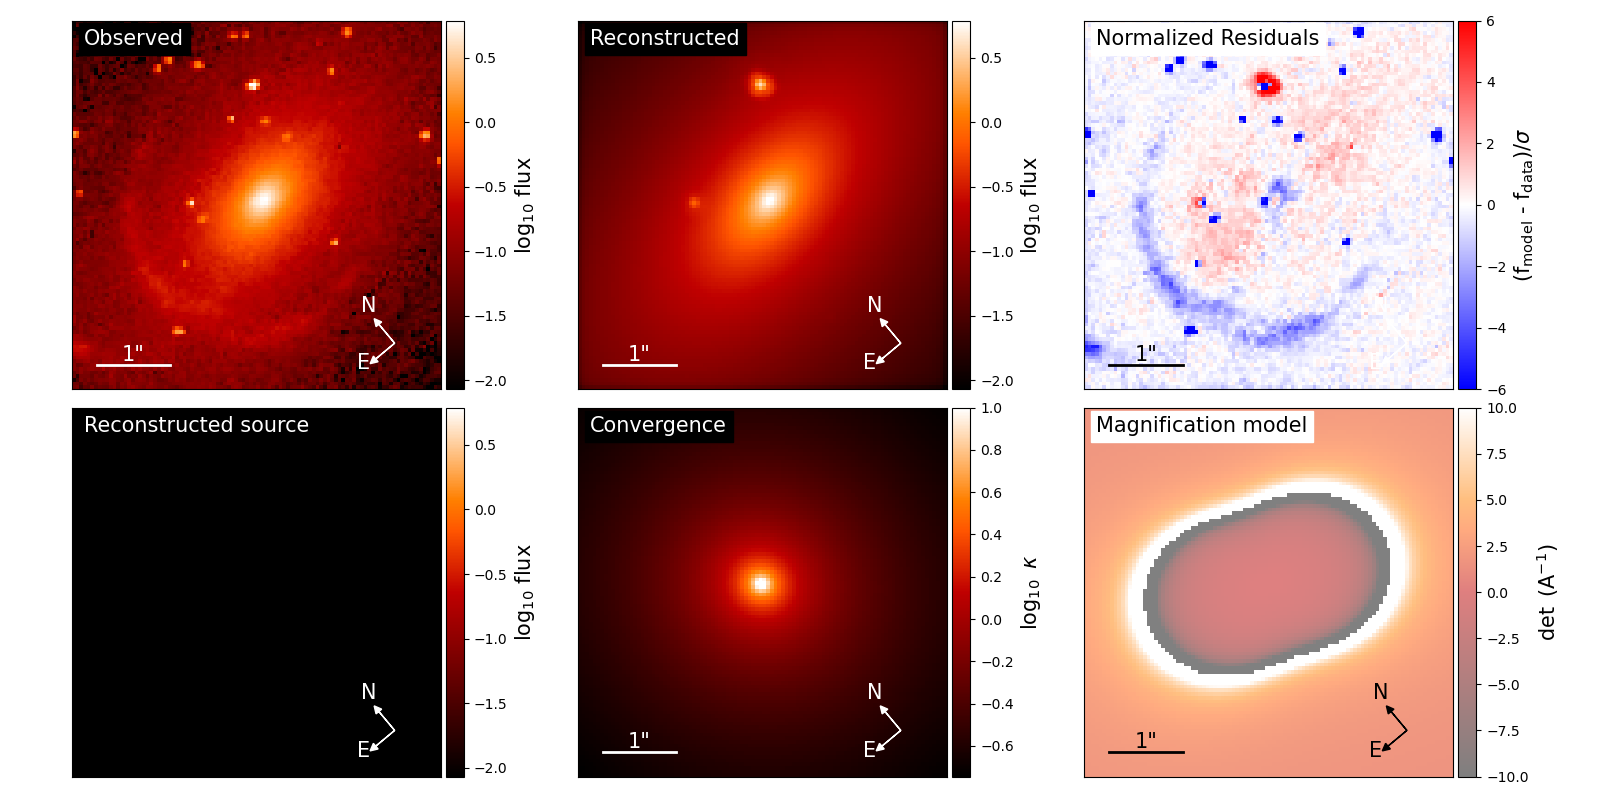 Observed
0.5
0.0
−0.5
−1.0
−1.5
−2.0
log₁₀ flux
N
E
1"
Reconstructed
0.5
0.0
−0.5
−1.0
−1.5
−2.0
log₁₀ flux
N
E
1"
Normalized Residuals
6
4
2
0
−2
−4
−6
(f_model - f_data)/σ
1"
Reconstructed source
0.5
0.0
−0.5
−1.0
−1.5
−2.0
log₁₀ flux
N
E
Convergence
1.0
0.8
0.6
0.4
0.2
0.0
−0.2
−0.4
−0.6
log₁₀ κ
N
E
1"
Magnification model
10.0
7.5
5.0
2.5
0.0
−2.5
−5.0
−7.5
−10.0
det (A⁻¹)
N
E
1"